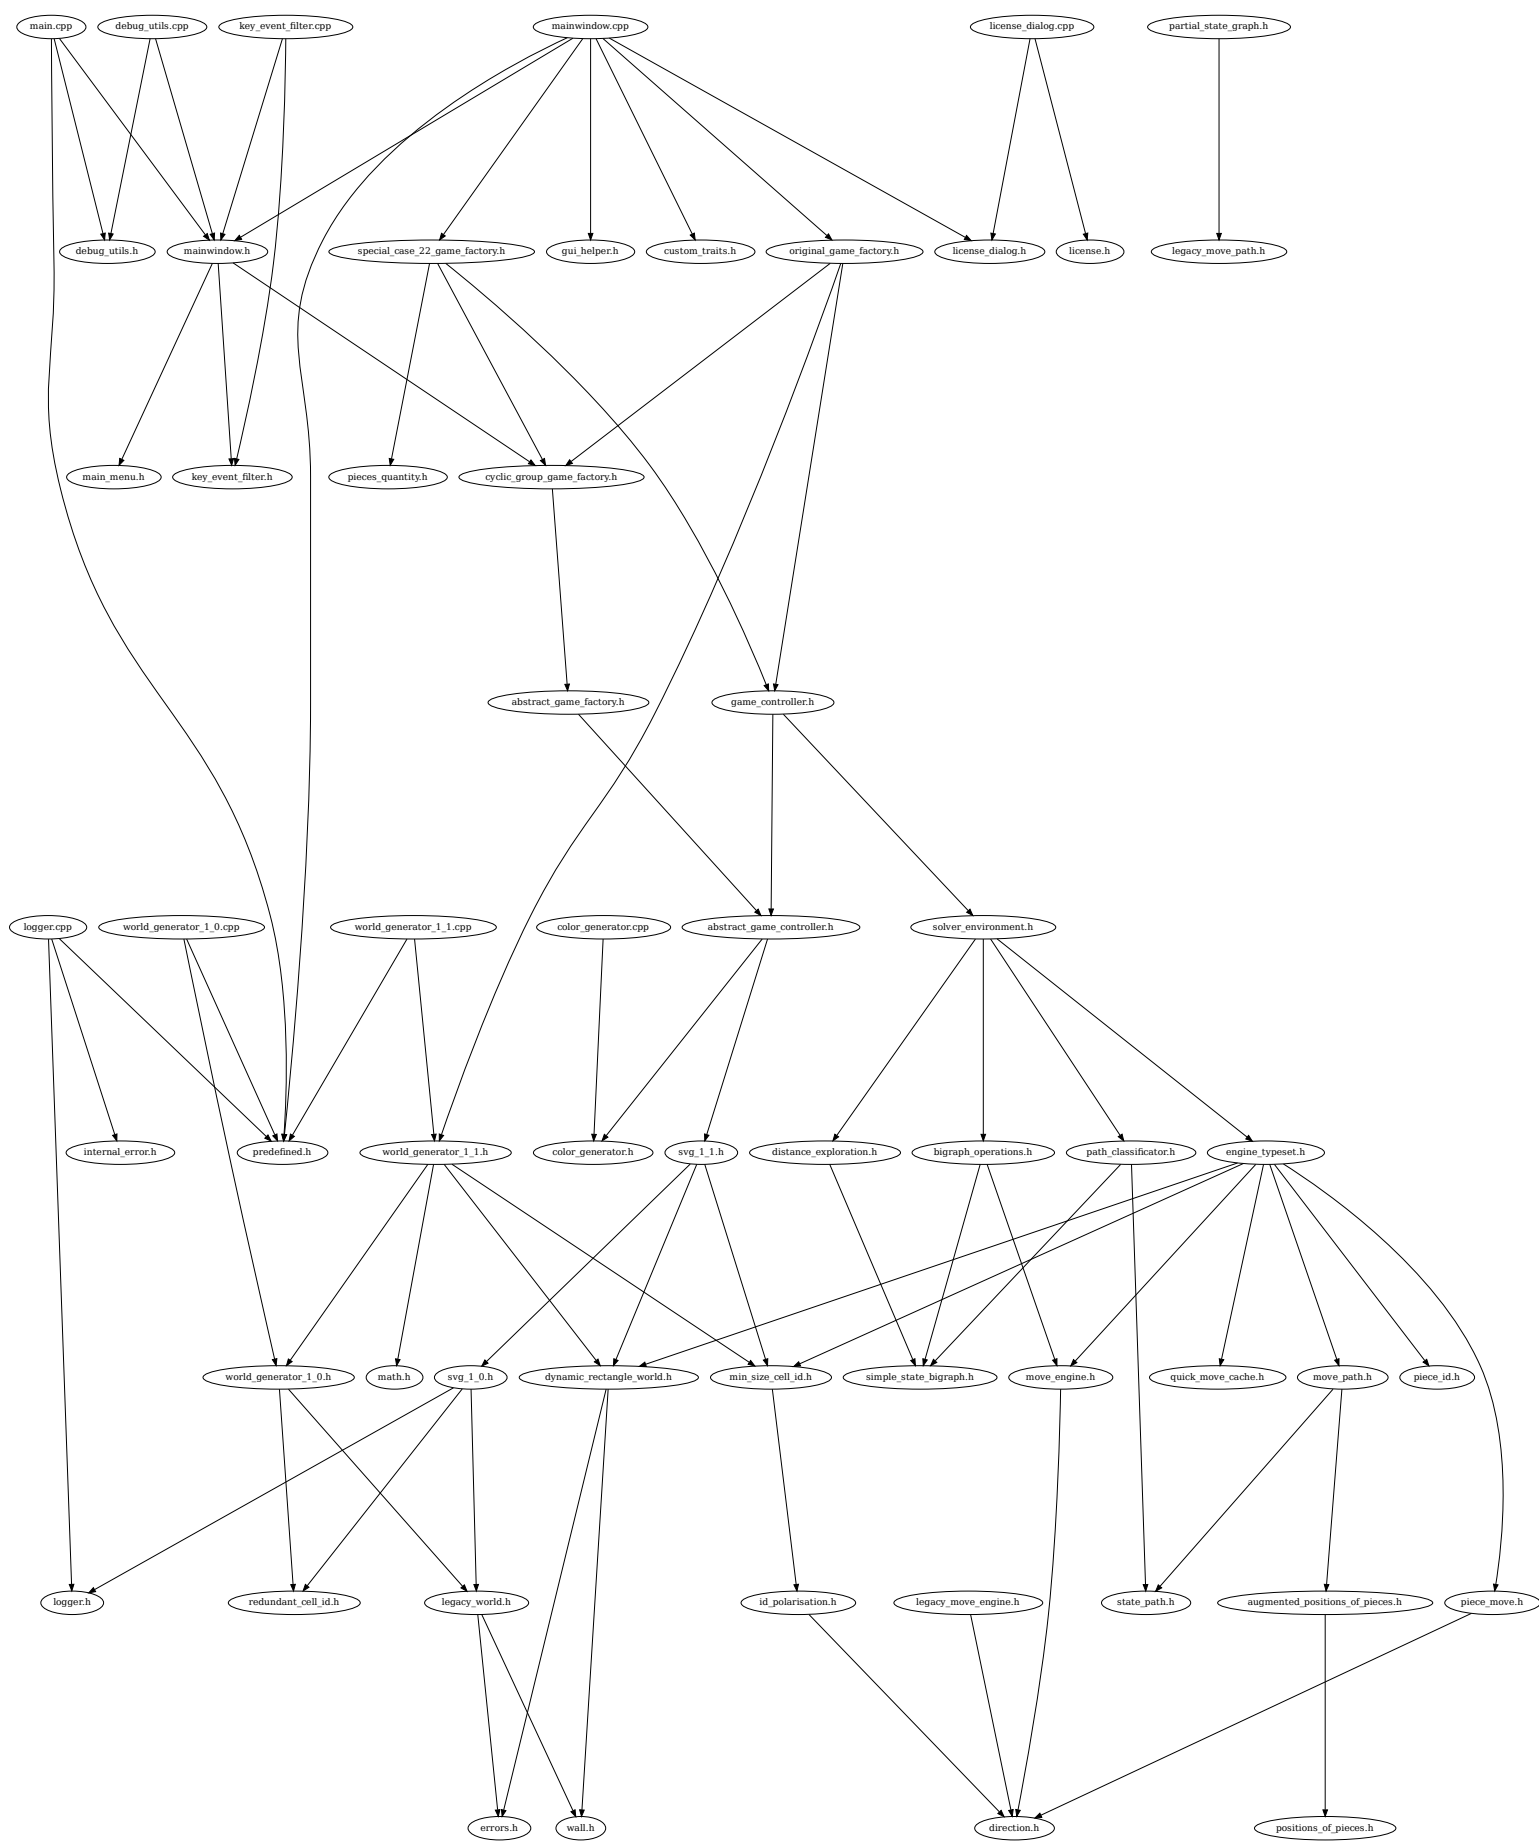 main.cpp
debug_utils.cpp
key_event_filter.cpp
mainwindow.cpp
license_dialog.cpp
partial_state_graph.h
debug_utils.h
mainwindow.h
special_case_22_game_factory.h
gui_helper.h
custom_traits.h
original_game_factory.h
license_dialog.h
license.h
legacy_move_path.h
main_menu.h
key_event_filter.h
pieces_quantity.h
cyclic_group_game_factory.h
abstract_game_factory.h
game_controller.h
logger.cpp
world_generator_1_0.cpp
world_generator_1_1.cpp
color_generator.cpp
abstract_game_controller.h
solver_environment.h
internal_error.h
predefined.h
world_generator_1_1.h
color_generator.h
svg_1_1.h
distance_exploration.h
bigraph_operations.h
path_classificator.h
engine_typeset.h
world_generator_1_0.h
math.h
svg_1_0.h
dynamic_rectangle_world.h
min_size_cell_id.h
simple_state_bigraph.h
move_engine.h
quick_move_cache.h
move_path.h
piece_id.h
logger.h
redundant_cell_id.h
legacy_world.h
id_polarisation.h
legacy_move_engine.h
state_path.h
augmented_positions_of_pieces.h
piece_move.h
errors.h
wall.h
direction.h
positions_of_pieces.h